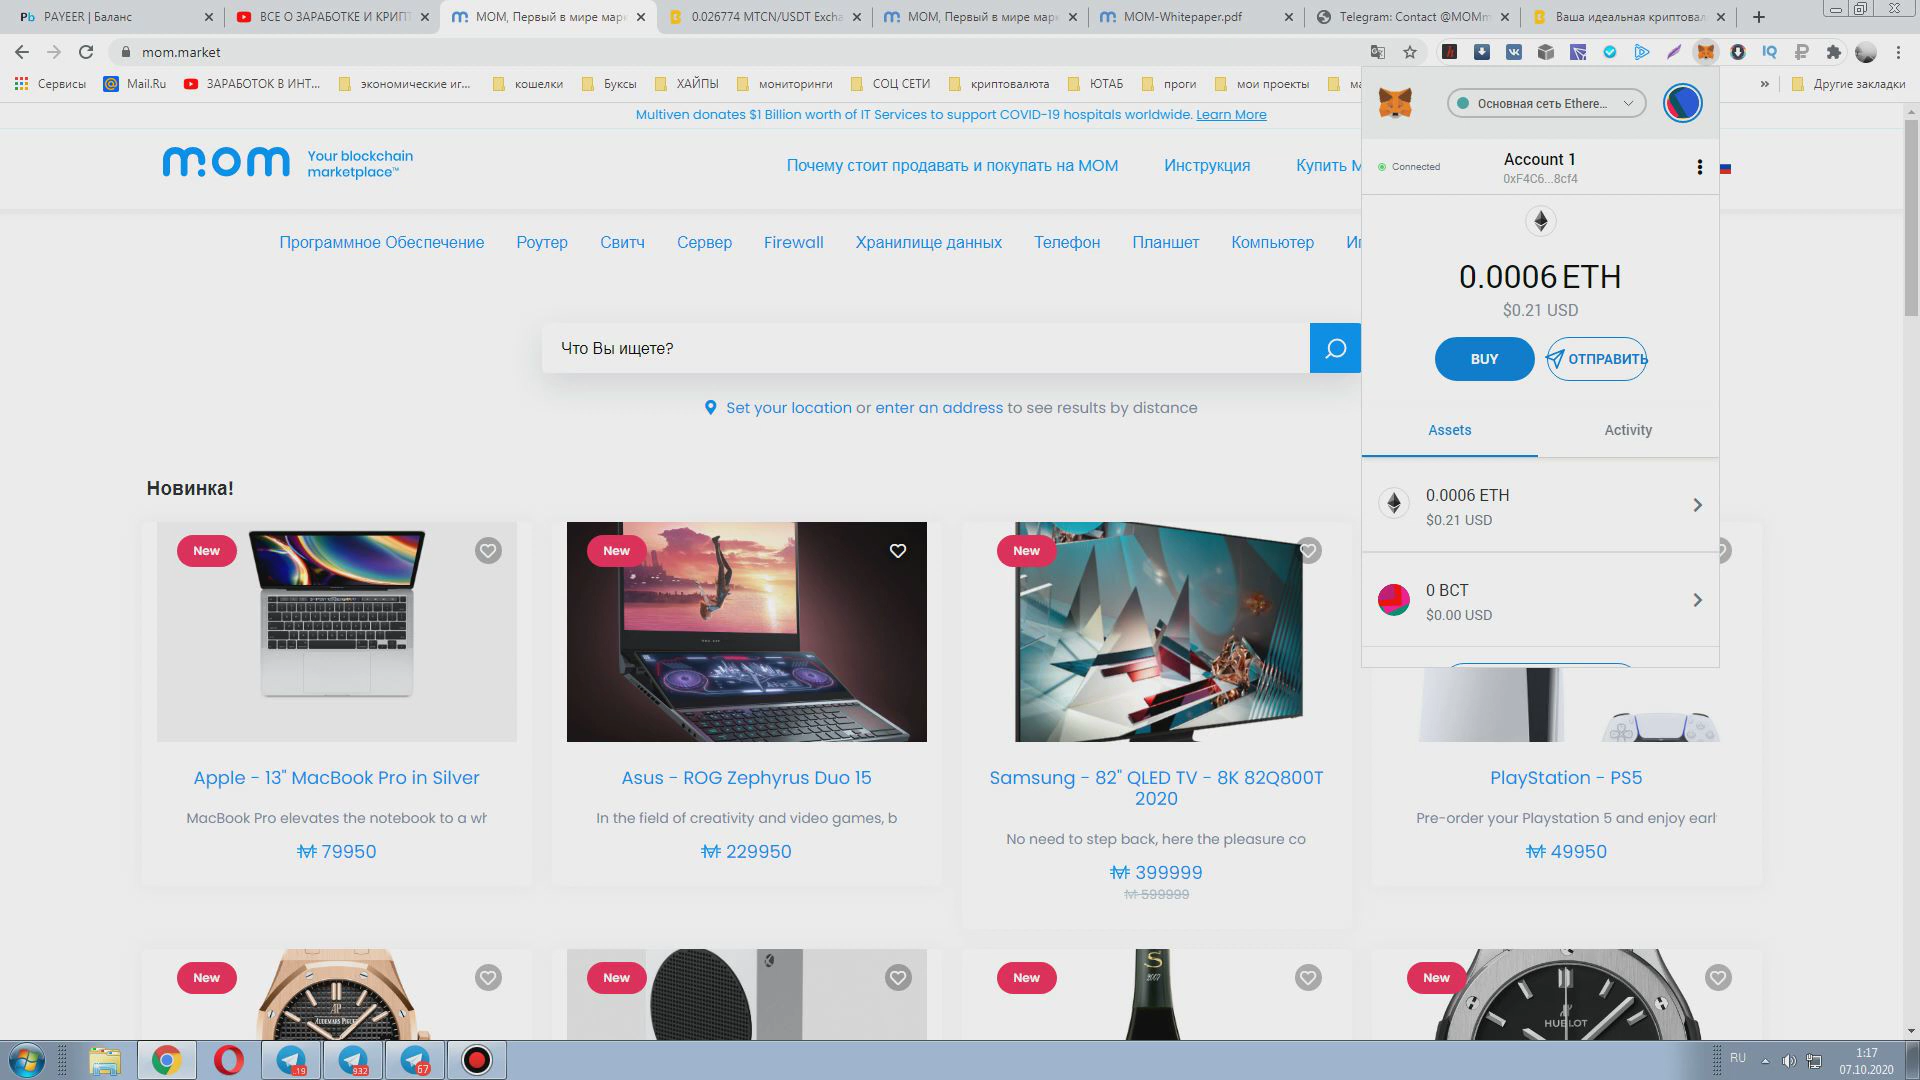 PAYEER | Баланс
ВСЕ О ЗАРАБОТКЕ И КРИПТ
МОМ, Первый в мире марк
0.026774 MTCN/USDT Excha
МОМ, Первый в мире марк
MOM-Whitepaper.pdf
Telegram: Contact @MOMm
Ваша идеальная криптовал
mom.market
Сервисы
Mail.Ru
ЗАРАБОТОК В ИНТ...
экономические иг...
кошелки
Буксы
ХАЙПЫ
мониторинги
СОЦ СЕТИ
криптовалюта
ЮТАБ
проги
мои проекты
Другие закладки
Multiven donates $1 Billion worth of IT Services to support COVID-19 hospitals worldwide. Learn More
mom
Your blockchain
marketplace™
Почему стоит продавать и покупать на МОМ
Инструкция
Купить М
Программное Обеспечение
Роутер
Свитч
Сервер
Firewall
Хранилище данных
Телефон
Планшет
Компьютер
Что Вы ищете?
Set your location or enter an address to see results by distance
Основная сеть Ethere...
Connected
Account 1
0xF4C6...8cf4
0.0006 ETH
$0.21 USD
BUY
ОТПРАВИТЬ
Assets
Activity
0.0006 ETH
$0.21 USD
0 BCT
$0.00 USD
Новинка!
New
New
New
Apple - 13" MacBook Pro in Silver
MacBook Pro elevates the notebook to a wh
79950
Asus - ROG Zephyrus Duo 15
In the field of creativity and video games, b
229950
Samsung - 82" QLED TV - 8K 82Q800T
2020
No need to step back, here the pleasure co
399999
599999
PlayStation - PS5
Pre-order your Playstation 5 and enjoy earl
49950
New
New
New
New
AP
AUDEMARS PIGUET
S
2007
HUBLOT
RU
1:17
07.10.2020